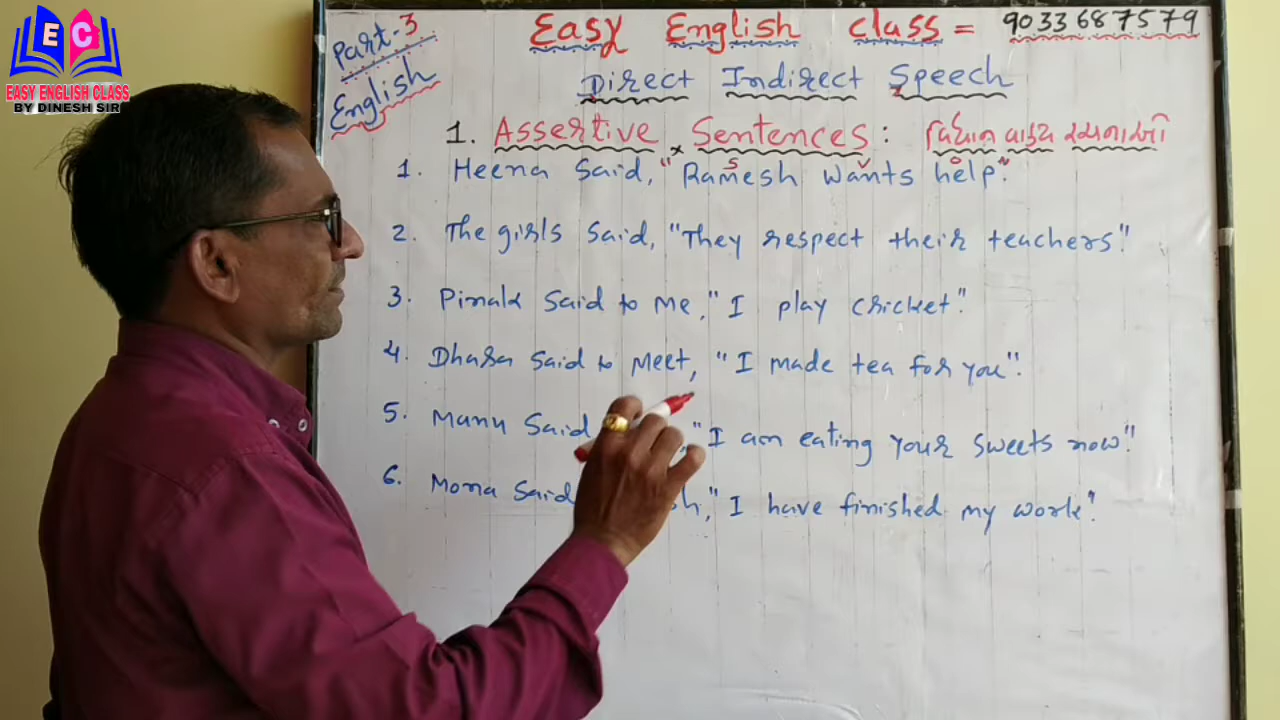 EC
EASY ENGLISH CLASS
BY DINESH SIR
Part-3
English
Easy English Class = 9033687579
Direct Indirect Speech
1. Assertive Sentences : વિધાન વાક્ય રચનાઓ
S V O
1. Heena Said, "Ramesh wants help."
2. The girls Said, "They respect their teachers"
3. Pinak Said to Me, "I play cricket".
4. Dhara Said to Meet, "I made tea for you".
5. Manu Said , "I am eating your sweets now".
6. Mona Said "I have finished my work".